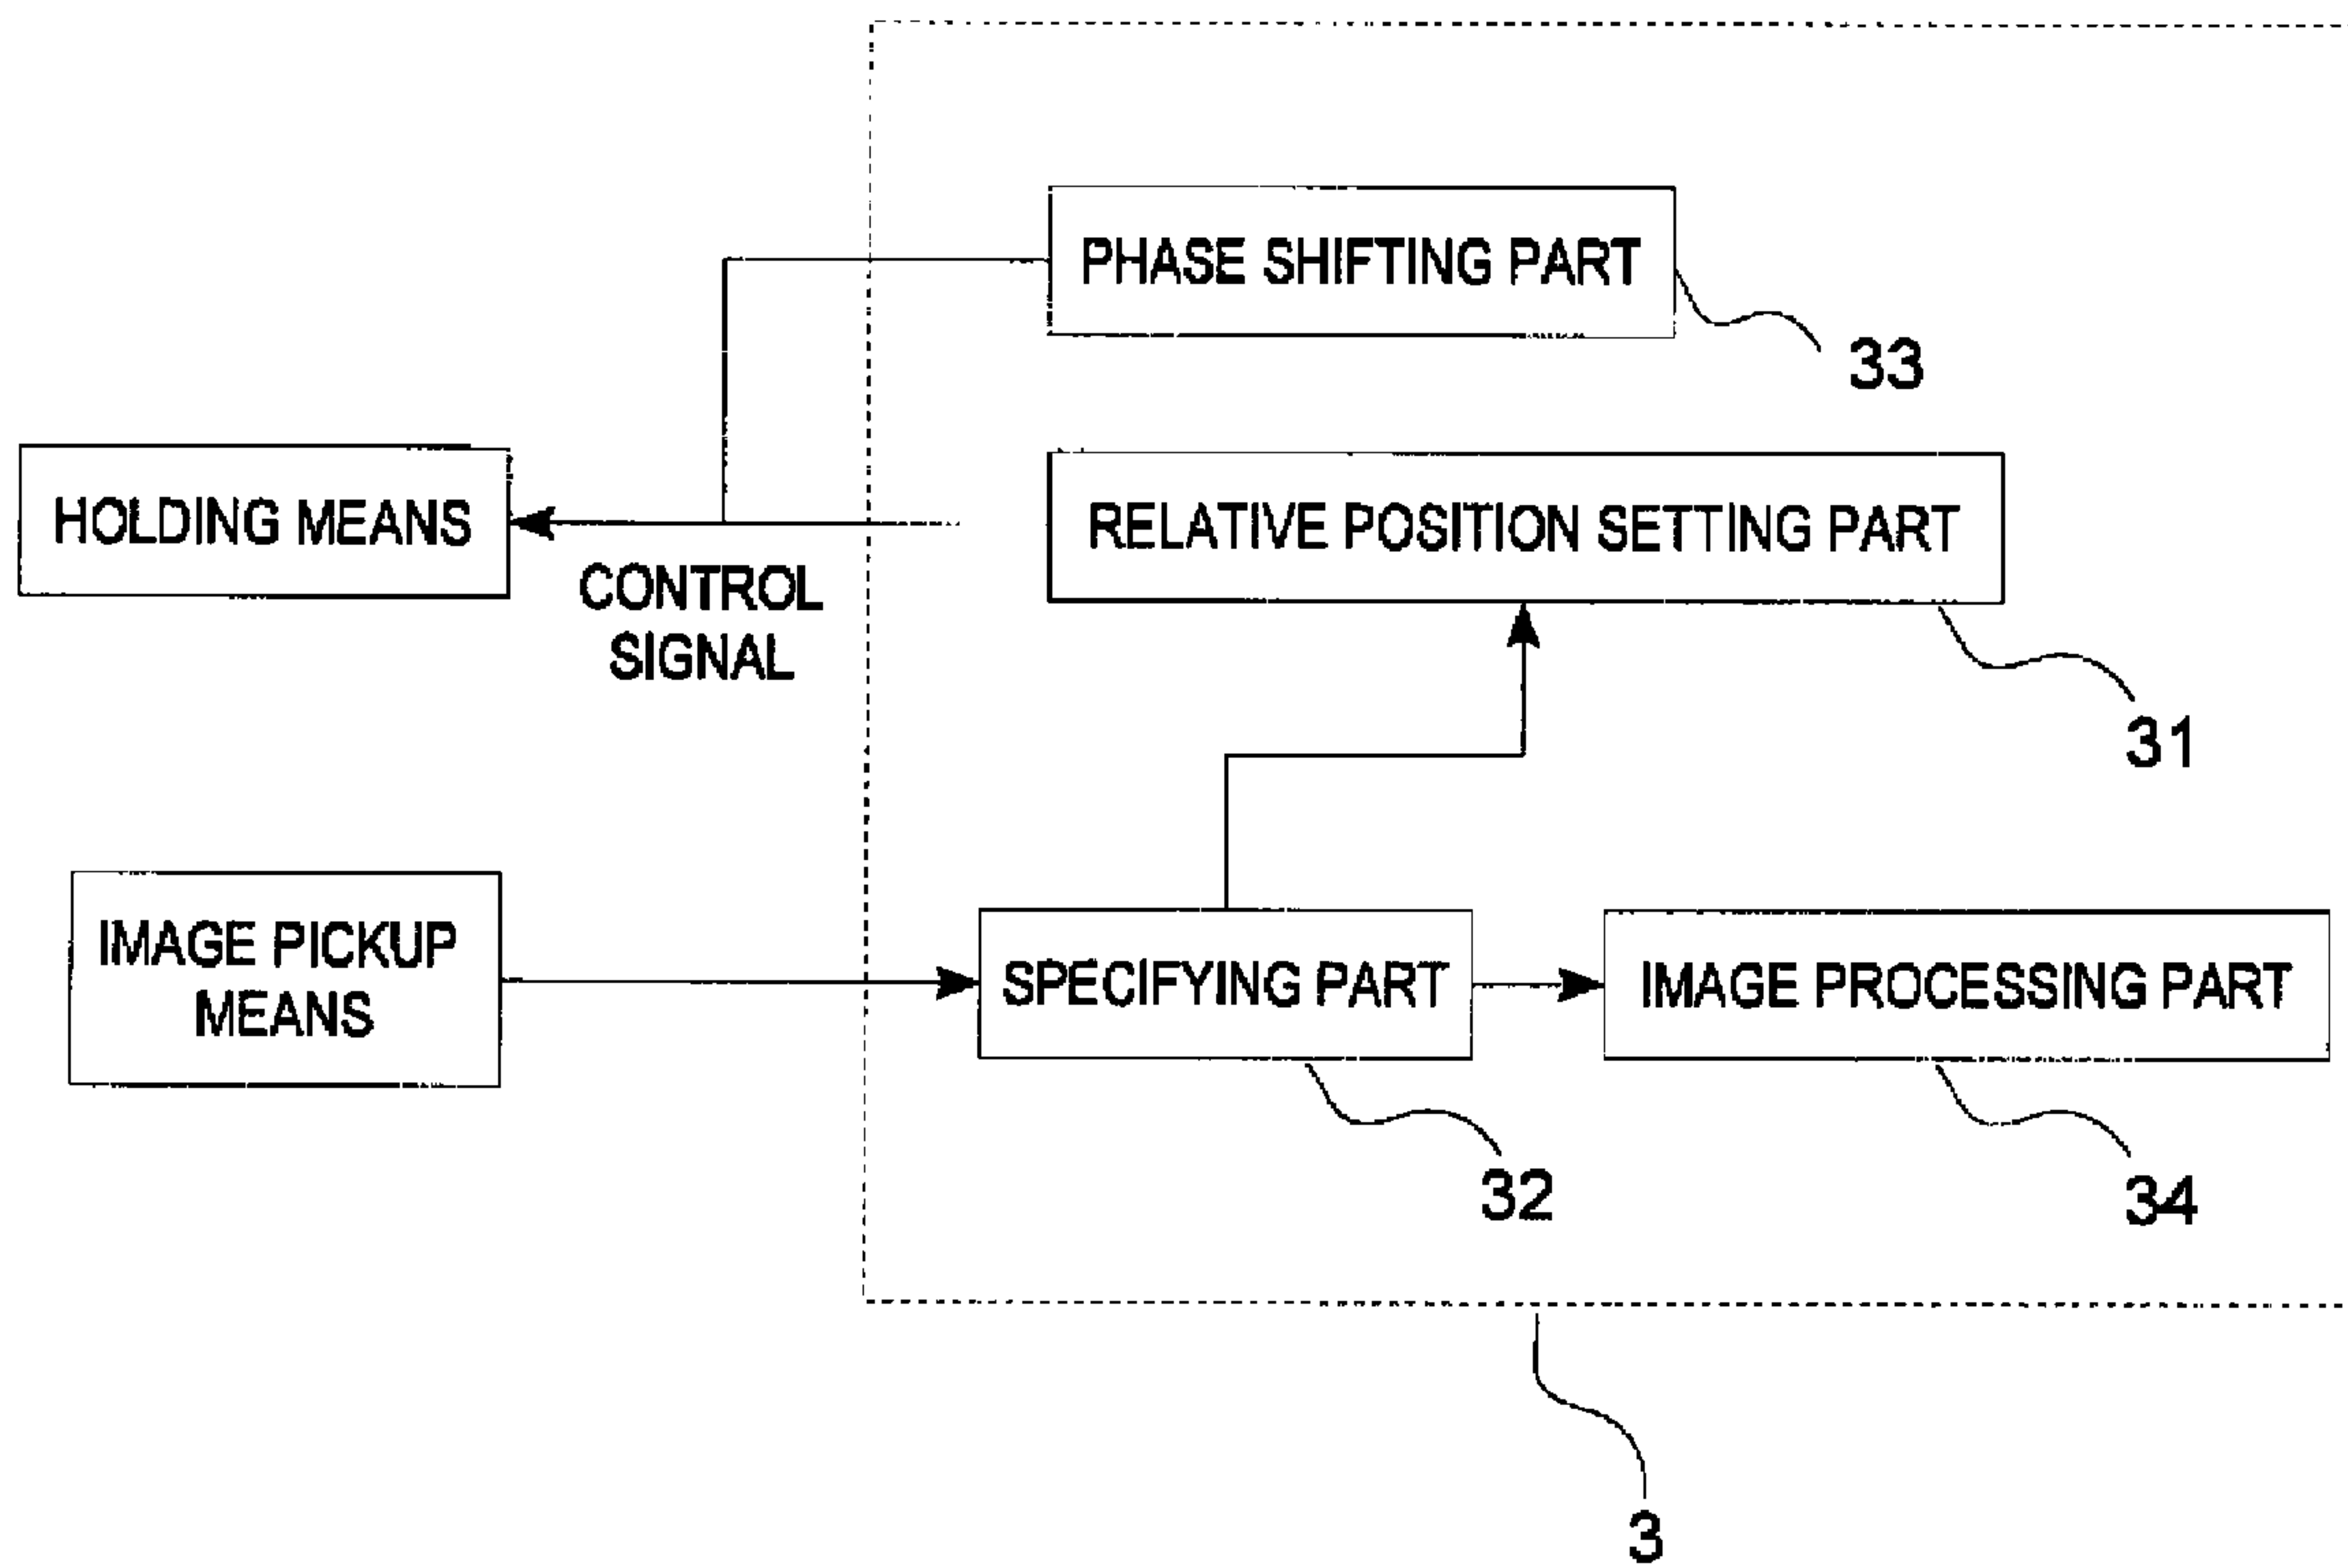 PHASE SHIFTING PART
33
HOLDING MEANS
RELATIVE POSITION SETTING PART
CONTROL
SIGNAL
31
IMAGE PICKUP
MEANS
SPECIFYING PART
IMAGE PROCESSING PART
32
34
3